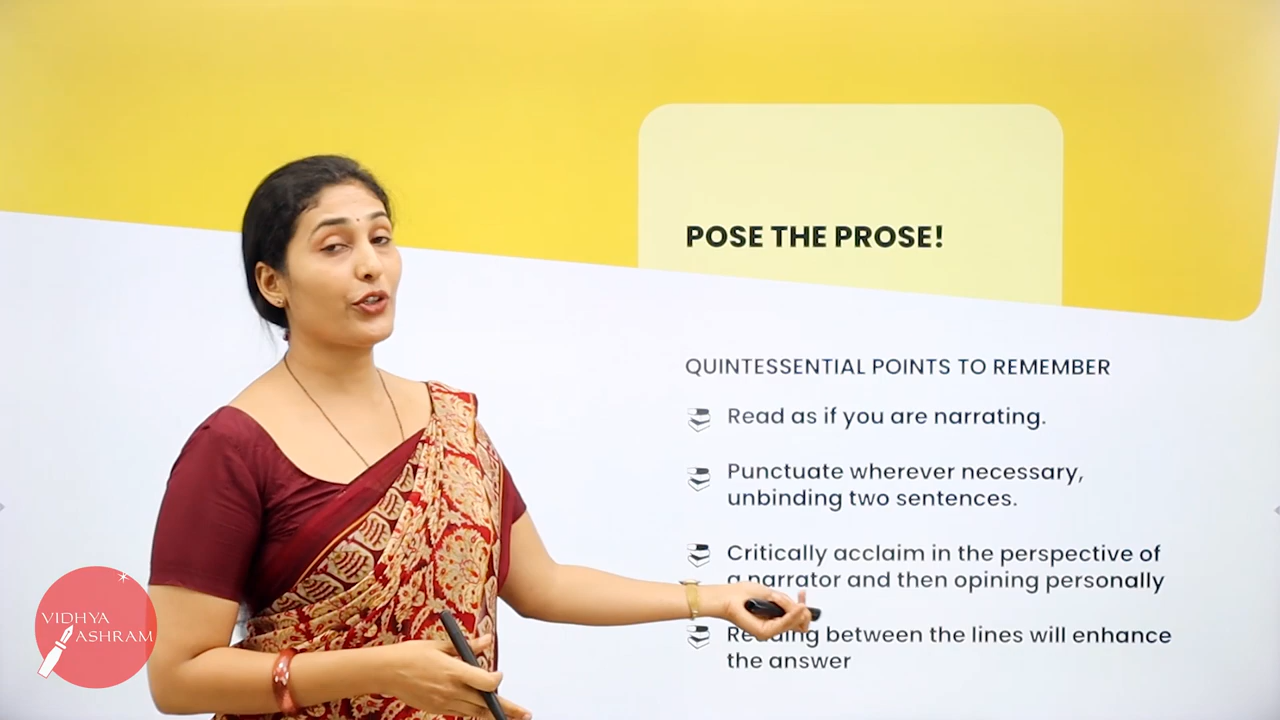 POSE THE PROSE!
QUINTESSENTIAL POINTS TO REMEMBER
Read as if you are narrating.
Punctuate wherever necessary,
unbinding two sentences.
Critically acclaim in the perspective of
a narrator and then opining personally
Reading between the lines will enhance
the answer
VIDHYA
ASHRAM